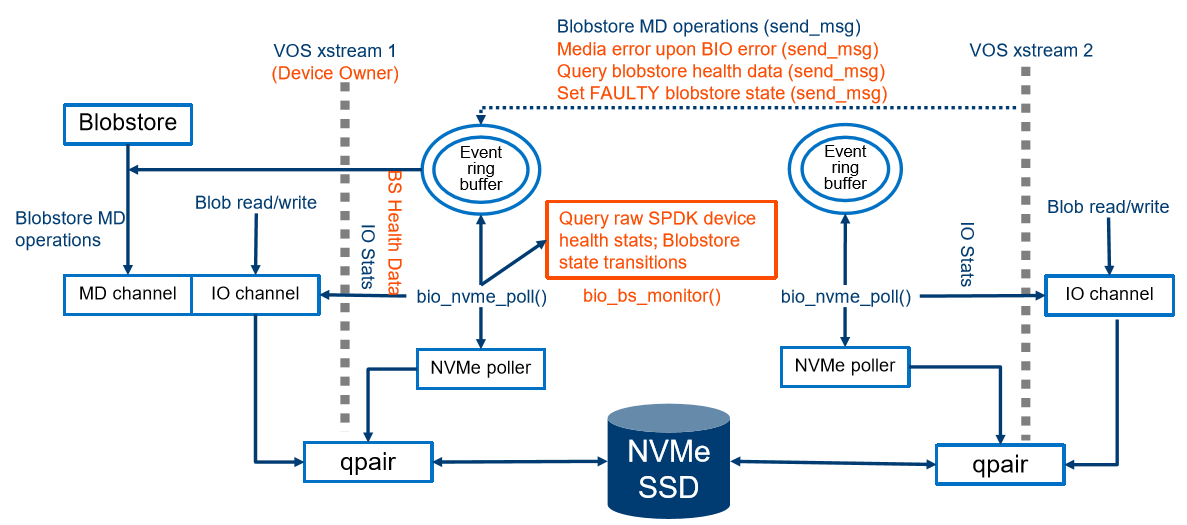 Blobstore MD operations (send_msg)
Media error upon BIO error (send_msg)
Query blobstore health data (send_msg)
Set FAULTY blobstore state (send_msg)
VOS xstream 1
(Device Owner)
VOS xstream 2
Blobstore
Event
ring
buffer
Event
ring
buffer
BS Health Data
Blob read/write
Blobstore MD
operations
IO Stats
Query raw SPDK device
health stats; Blobstore
state transitions
IO Stats
Blob read/write
MD channel
IO channel
bio_nvme_poll()
bio_bs_monitor()
bio_nvme_poll()
IO channel
NVMe poller
NVMe poller
qpair
NVMe
SSD
qpair